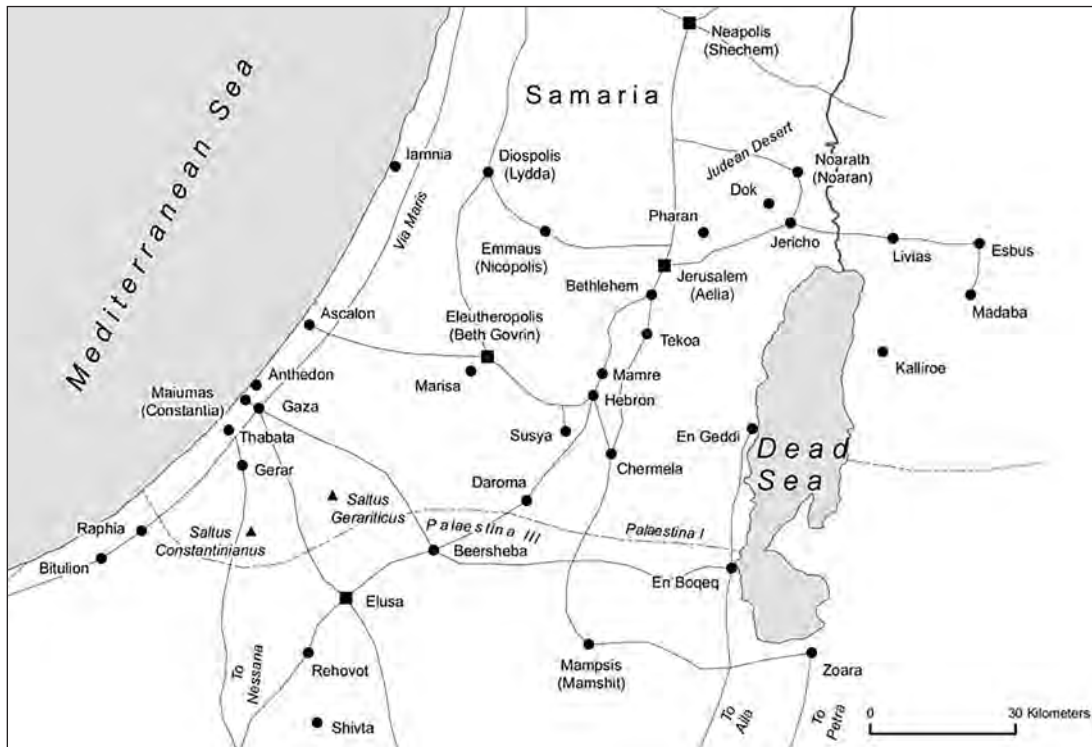 Neapolis
(Shechem)
Mediterranean Sea
Samaria
Jamnia
Diospolis
(Lydda)
Judean Desert
Noarath
(Noaran)
Dok
Via Maris
Pharan
Emmaus
(Nicopolis)
Jericho
Livias
Esbus
Jerusalem
(Aelia)
Bethlehem
Madaba
Ascalon
Eleutheropolis
(Beth Govrin)
Tekoa
Kalliroe
Marisa
Mamre
Anthedon
Maiumas
(Constantia)
Gaza
Hebron
Thabata
Susya
En Geddi
Dead
Sea
Gerar
Chermela
Daroma
Saltus
Gerariticus
Raphia
Saltus
Constantinianus
Palaestina III
Palaestina I
Bitulion
Beersheba
En Boqeq
Elusa
To
Nessana
Rehovot
Mampsis
(Mamshit)
Zoara
Shivta
To
Aila
To
Petra
0 30 Kilometers